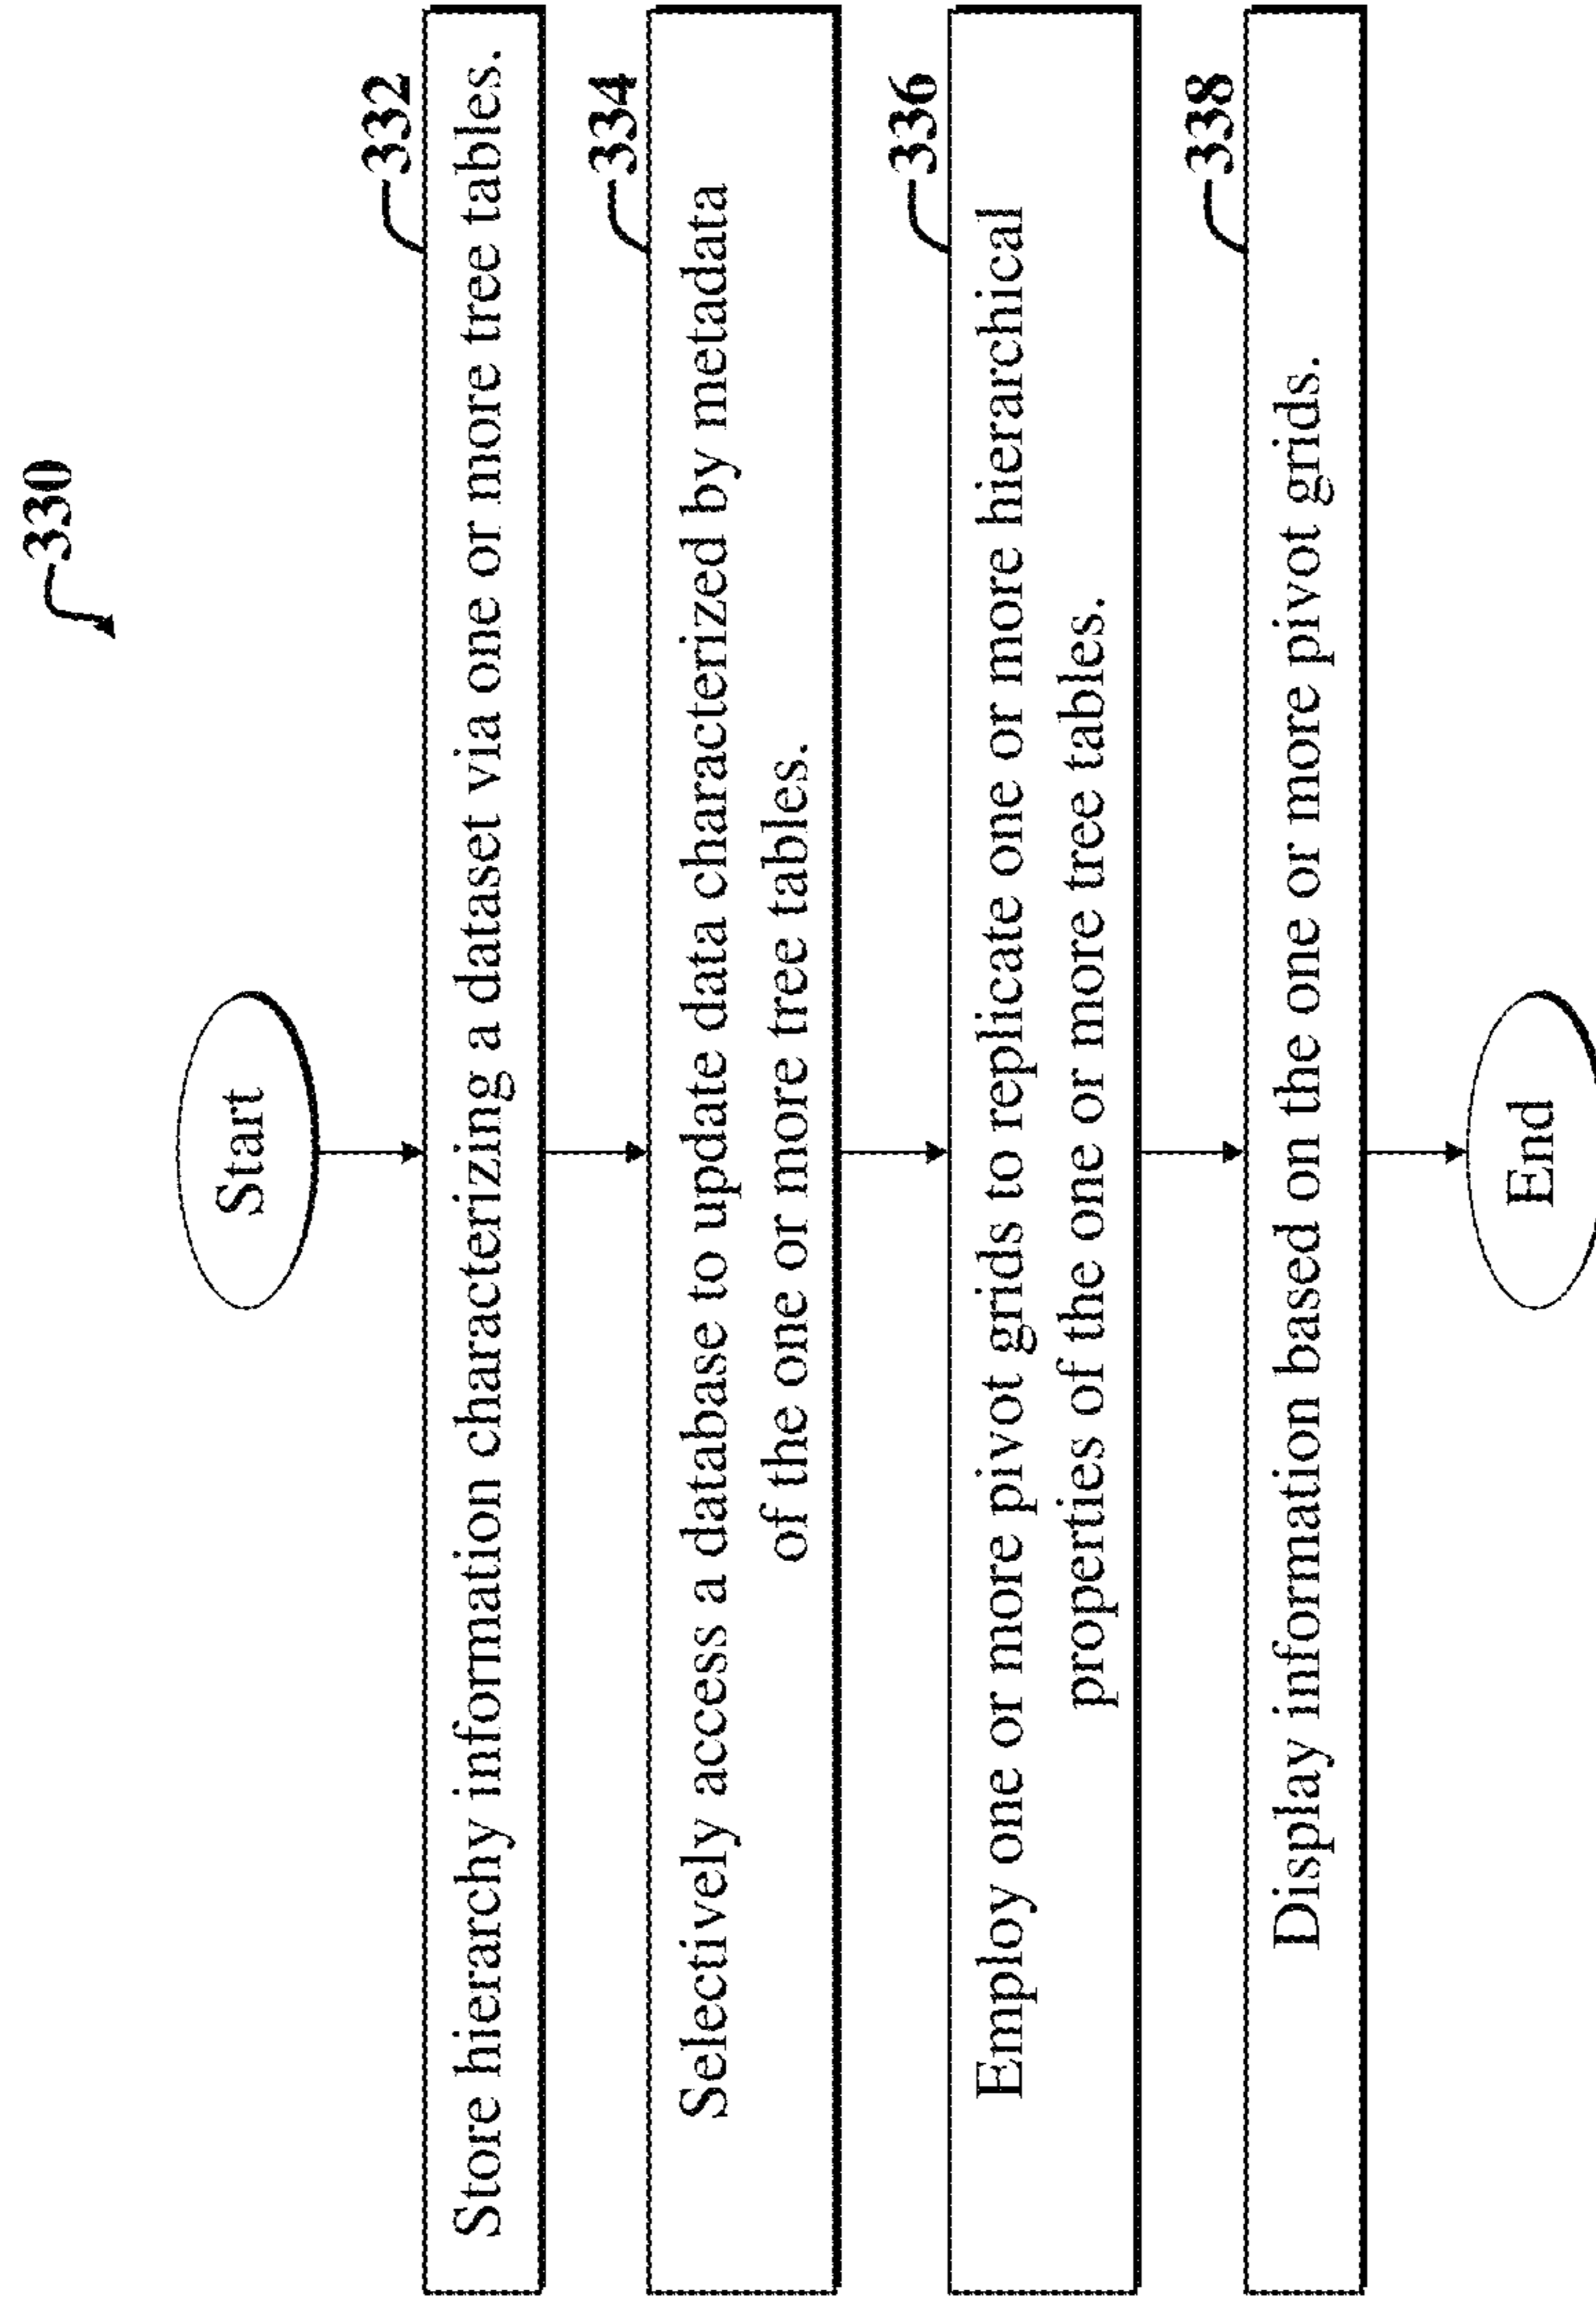 330
Start
332
Store hierarchy information characterizing a dataset via one or more tree tables.
334
Selectively access a database to update data characterized by metadata
of the one or more tree tables.
336
Employ one or more pivot grids to replicate one or more hierarchical
properties of the one or more tree tables.
338
Display information based on the one or more pivot grids.
End